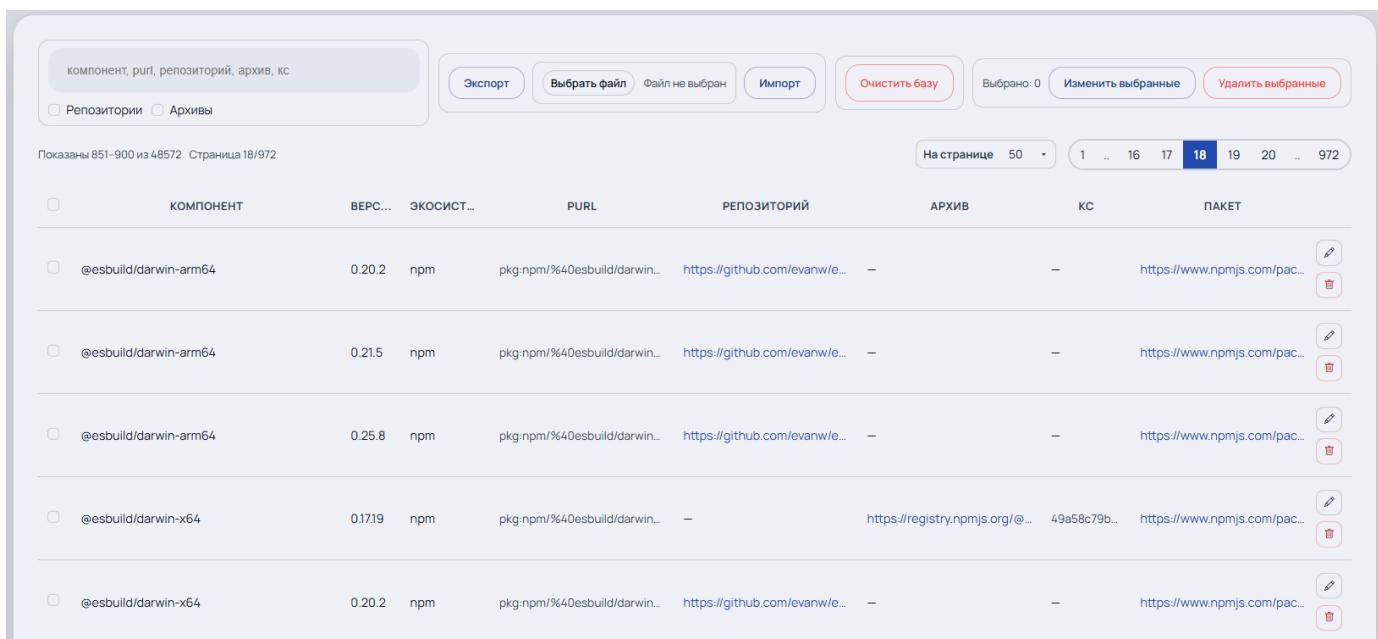 компонент, purl, репозиторий, архив, кс
Репозитории Архивы
Экспорт Выбрать файл Файл не выбран Импорт Очистить базу Выбрано: 0 Изменить выбранные Удалить выбранные
Показаны 851–900 из 48572 Страница 18/972 На странице 50 1 .. 16 17 18 19 20 .. 972
КОМПОНЕНТ ВЕРС... ЭКОСИСТ... PURL РЕПОЗИТОРИЙ АРХИВ КС ПАКЕТ
@esbuild/darwin-arm64 0.20.2 npm pkg:npm/%40esbuild/darwin... https://github.com/evanw/e... — — https://www.npmjs.com/pac...
@esbuild/darwin-arm64 0.21.5 npm pkg:npm/%40esbuild/darwin... https://github.com/evanw/e... — — https://www.npmjs.com/pac...
@esbuild/darwin-arm64 0.25.8 npm pkg:npm/%40esbuild/darwin... https://github.com/evanw/e... — — https://www.npmjs.com/pac...
@esbuild/darwin-x64 0.17.19 npm pkg:npm/%40esbuild/darwin... — https://registry.npmjs.org/@... 49a58c79b... https://www.npmjs.com/pac...
@esbuild/darwin-x64 0.20.2 npm pkg:npm/%40esbuild/darwin... https://github.com/evanw/e... — — https://www.npmjs.com/pac...